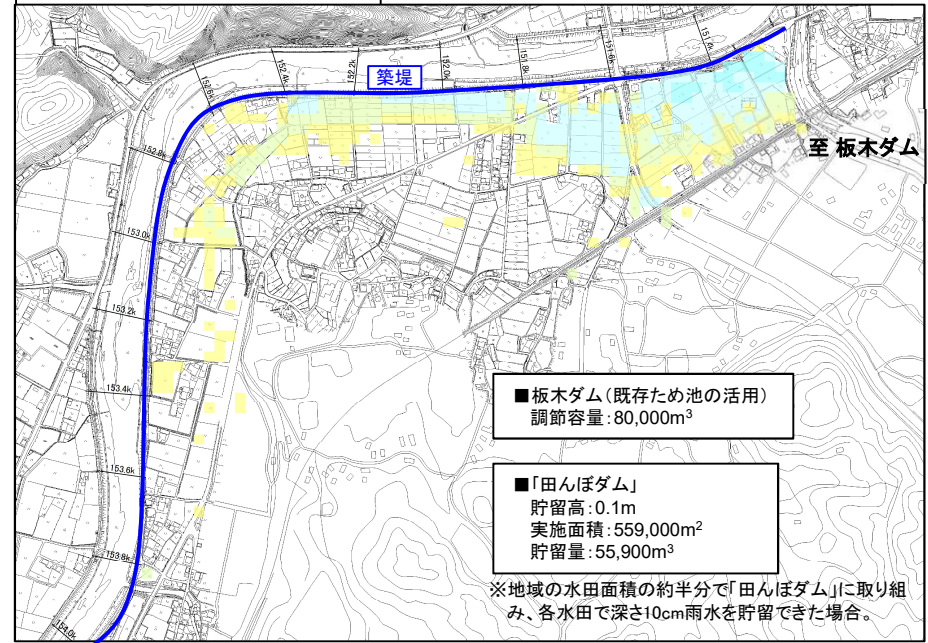 築堤
152.6k
152.4k
152.2k
152.0k
151.8k
151.6k
151.4k
152.8k
至 板木ダム
153.0k
153.2k
153.4k
153.6k
153.8k
154.0k
■板木ダム(既存ため池の活用)
調節容量:80,000m³
■「田んぼダム」
貯留高:0.1m
実施面積:559,000m²
貯留量:55,900m³
※地域の水田面積の約半分で「田んぼダム」に取り組
み、各水田で深さ10cm雨水を貯留できた場合。